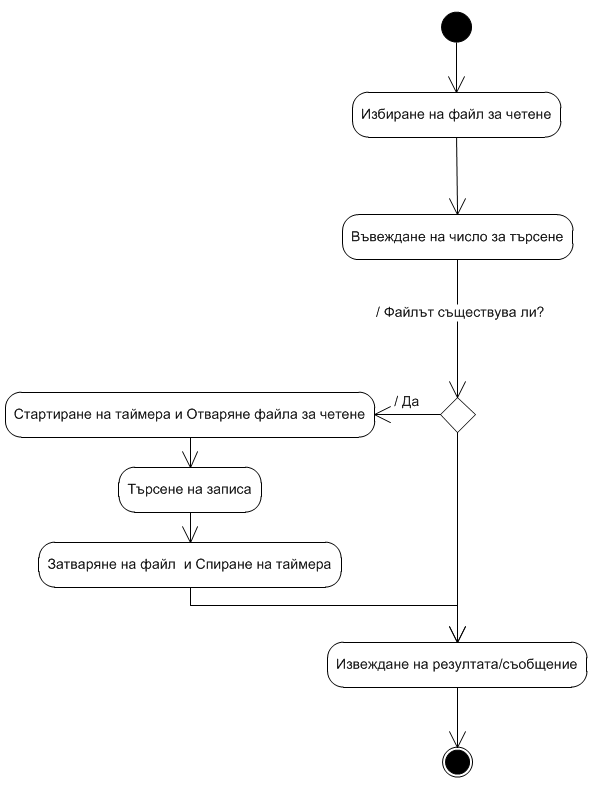 Избиране на файл за четене
Въвеждане на число за търсене
/ Файлът съществува ли?
/ Да
Стартиране на таймера и Отваряне файла за четене
Търсене на записа
Затваряне на файл и Спиране на таймера
Извеждане на резултата/съобщение